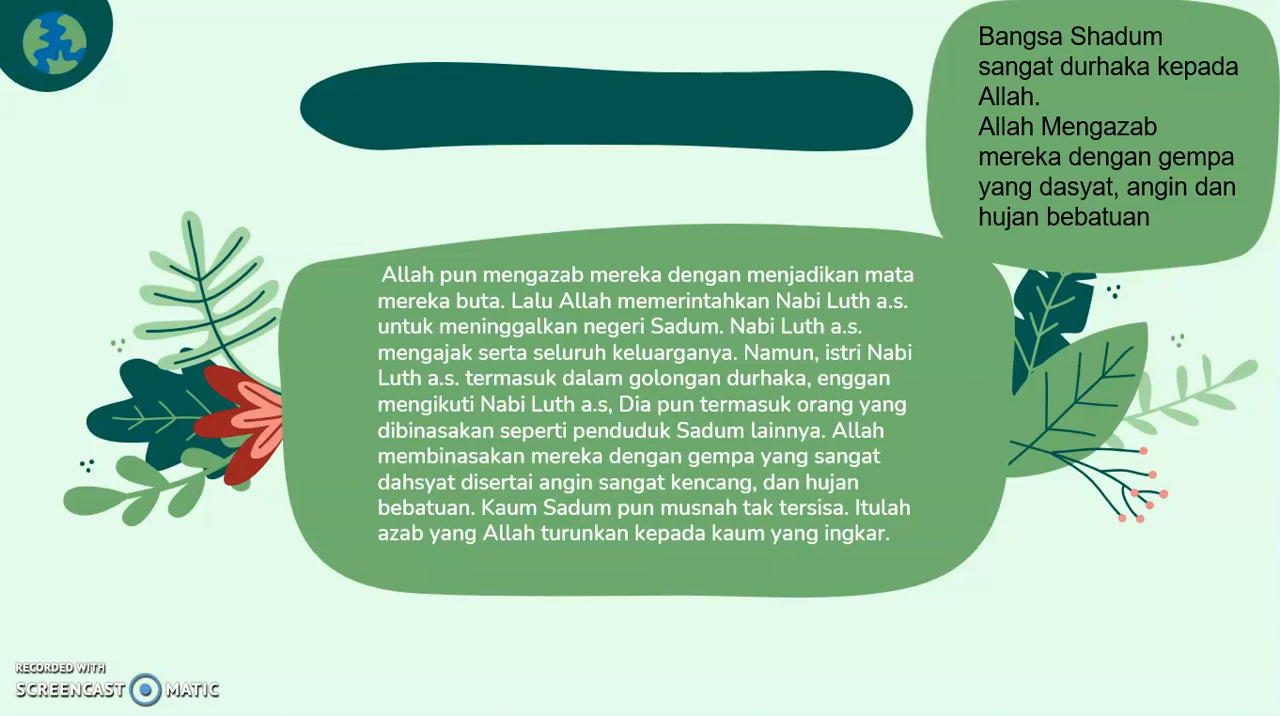 Bangsa Shadum
sangat durhaka kepada
Allah.
Allah Mengazab
mereka dengan gempa
yang dasyat, angin dan
hujan bebatuan
Allah pun mengazab mereka dengan menjadikan mata
mereka buta. Lalu Allah memerintahkan Nabi Luth a.s.
untuk meninggalkan negeri Sadum. Nabi Luth a.s.
mengajak serta seluruh keluarganya. Namun, istri Nabi
Luth a.s. termasuk dalam golongan durhaka, enggan
mengikuti Nabi Luth a.s, Dia pun termasuk orang yang
dibinasakan seperti penduduk Sadum lainnya. Allah
membinasakan mereka dengan gempa yang sangat
dahsyat disertai angin sangat kencang, dan hujan
bebatuan. Kaum Sadum pun musnah tak tersisa. Itulah
azab yang Allah turunkan kepada kaum yang ingkar.
RECORDED WITH
SCREENCAST MATIC